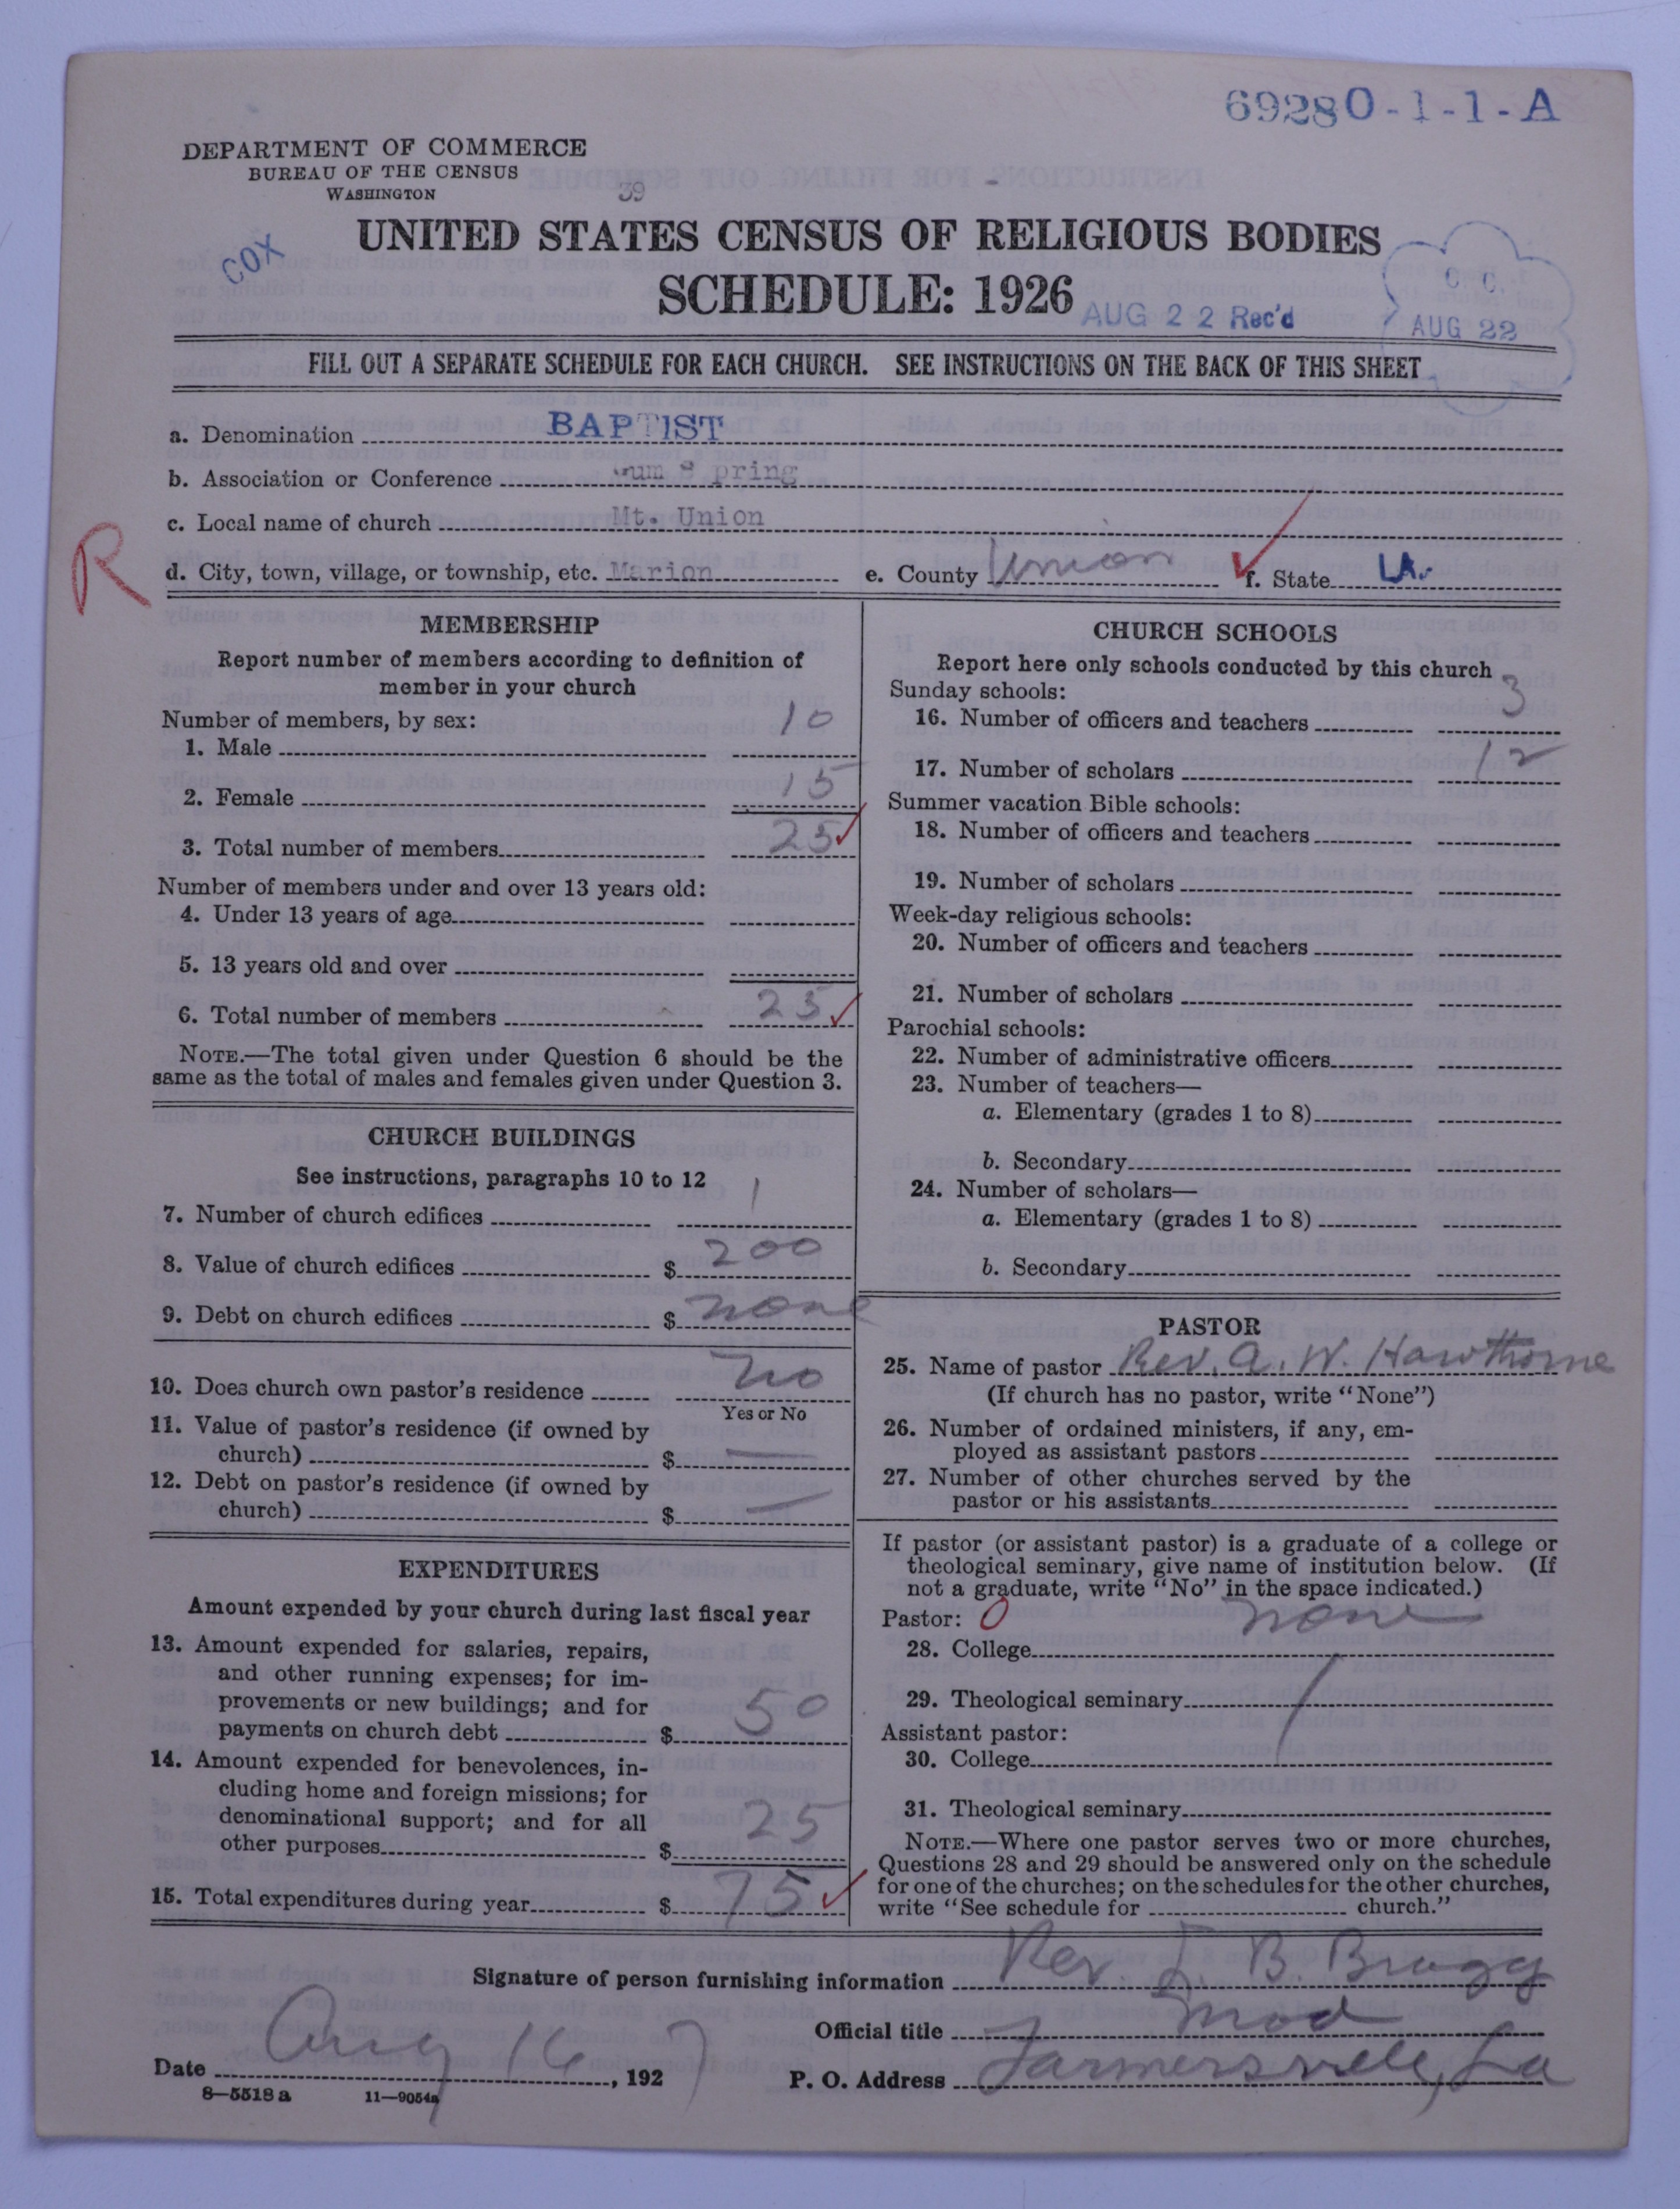 69280-1-1-A
DEPARTMENT OF COMMERCE
BUREAU OF THE CENSUS
WASHINGTON
39
COX
UNITED STATES CENSUS OF RELIGIOUS BODIES
SCHEDULE: 1926
AUG 22 Rec'd
C. C.
AUG 22
FILL OUT A SEPARATE SCHEDULE FOR EACH CHURCH. SEE INSTRUCTIONS ON THE BACK OF THIS SHEET
a. Denomination BAPTIST
b. Association or Conference um Spring
c. Local name of church Mt. Union
R
d. City, town, village, or township, etc. Marion e. County Union f. State LA.
MEMBERSHIP
Report number of members according to definition of
member in your church
Number of members, by sex:
1. Male 10
2. Female 15
3. Total number of members 25
Number of members under and over 13 years old:
4. Under 13 years of age
5. 13 years old and over
6. Total number of members 25
NOTE.—The total given under Question 6 should be the
same as the total of males and females given under Question 3.
CHURCH BUILDINGS
See instructions, paragraphs 10 to 12
7. Number of church edifices 1
8. Value of church edifices $ 200
9. Debt on church edifices $ none
10. Does church own pastor's residence no
Yes or No
11. Value of pastor's residence (if owned by
church) $ —
12. Debt on pastor's residence (if owned by
church) $ —
EXPENDITURES
Amount expended by your church during last fiscal year
13. Amount expended for salaries, repairs,
and other running expenses; for im-
provements or new buildings; and for
payments on church debt $ 50
14. Amount expended for benevolences, in-
cluding home and foreign missions; for
denominational support; and for all
other purposes $ 25
15. Total expenditures during year $ 75
CHURCH SCHOOLS
Report here only schools conducted by this church
Sunday schools:
16. Number of officers and teachers 3
17. Number of scholars 12
Summer vacation Bible schools:
18. Number of officers and teachers
19. Number of scholars
Week-day religious schools:
20. Number of officers and teachers
21. Number of scholars
Parochial schools:
22. Number of administrative officers
23. Number of teachers—
a. Elementary (grades 1 to 8)
b. Secondary
24. Number of scholars—
a. Elementary (grades 1 to 8)
b. Secondary
PASTOR
25. Name of pastor Rev. A. W. Hawthorne
(If church has no pastor, write "None")
26. Number of ordained ministers, if any, em-
ployed as assistant pastors
27. Number of other churches served by the
pastor or his assistants
If pastor (or assistant pastor) is a graduate of a college or
theological seminary, give name of institution below. (If
not a graduate, write "No" in the space indicated.)
Pastor: 0 none
28. College
29. Theological seminary
Assistant pastor:
30. College
31. Theological seminary
NOTE.—Where one pastor serves two or more churches,
Questions 28 and 29 should be answered only on the schedule
for one of the churches; on the schedules for the other churches,
write "See schedule for church."
Signature of person furnishing information Rev. L. B. Bragg
Official title Mod
Date Aug 16, 1927 P. O. Address Farmersville, La
8—5518 a 11—9054a